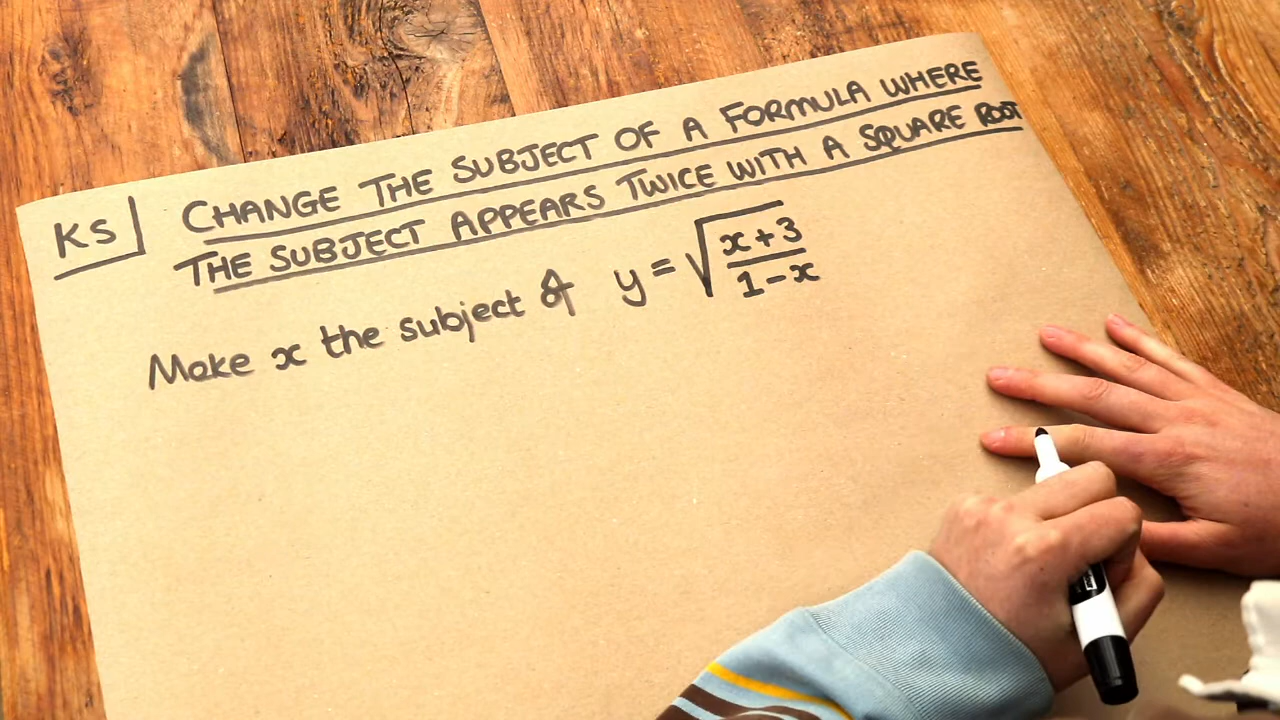 KS
CHANGE THE SUBJECT OF A FORMULA WHERE
THE SUBJECT APPEARS TWICE WITH A SQUARE ROOT
Make x the subject of y = √((x+3)/(1-x))